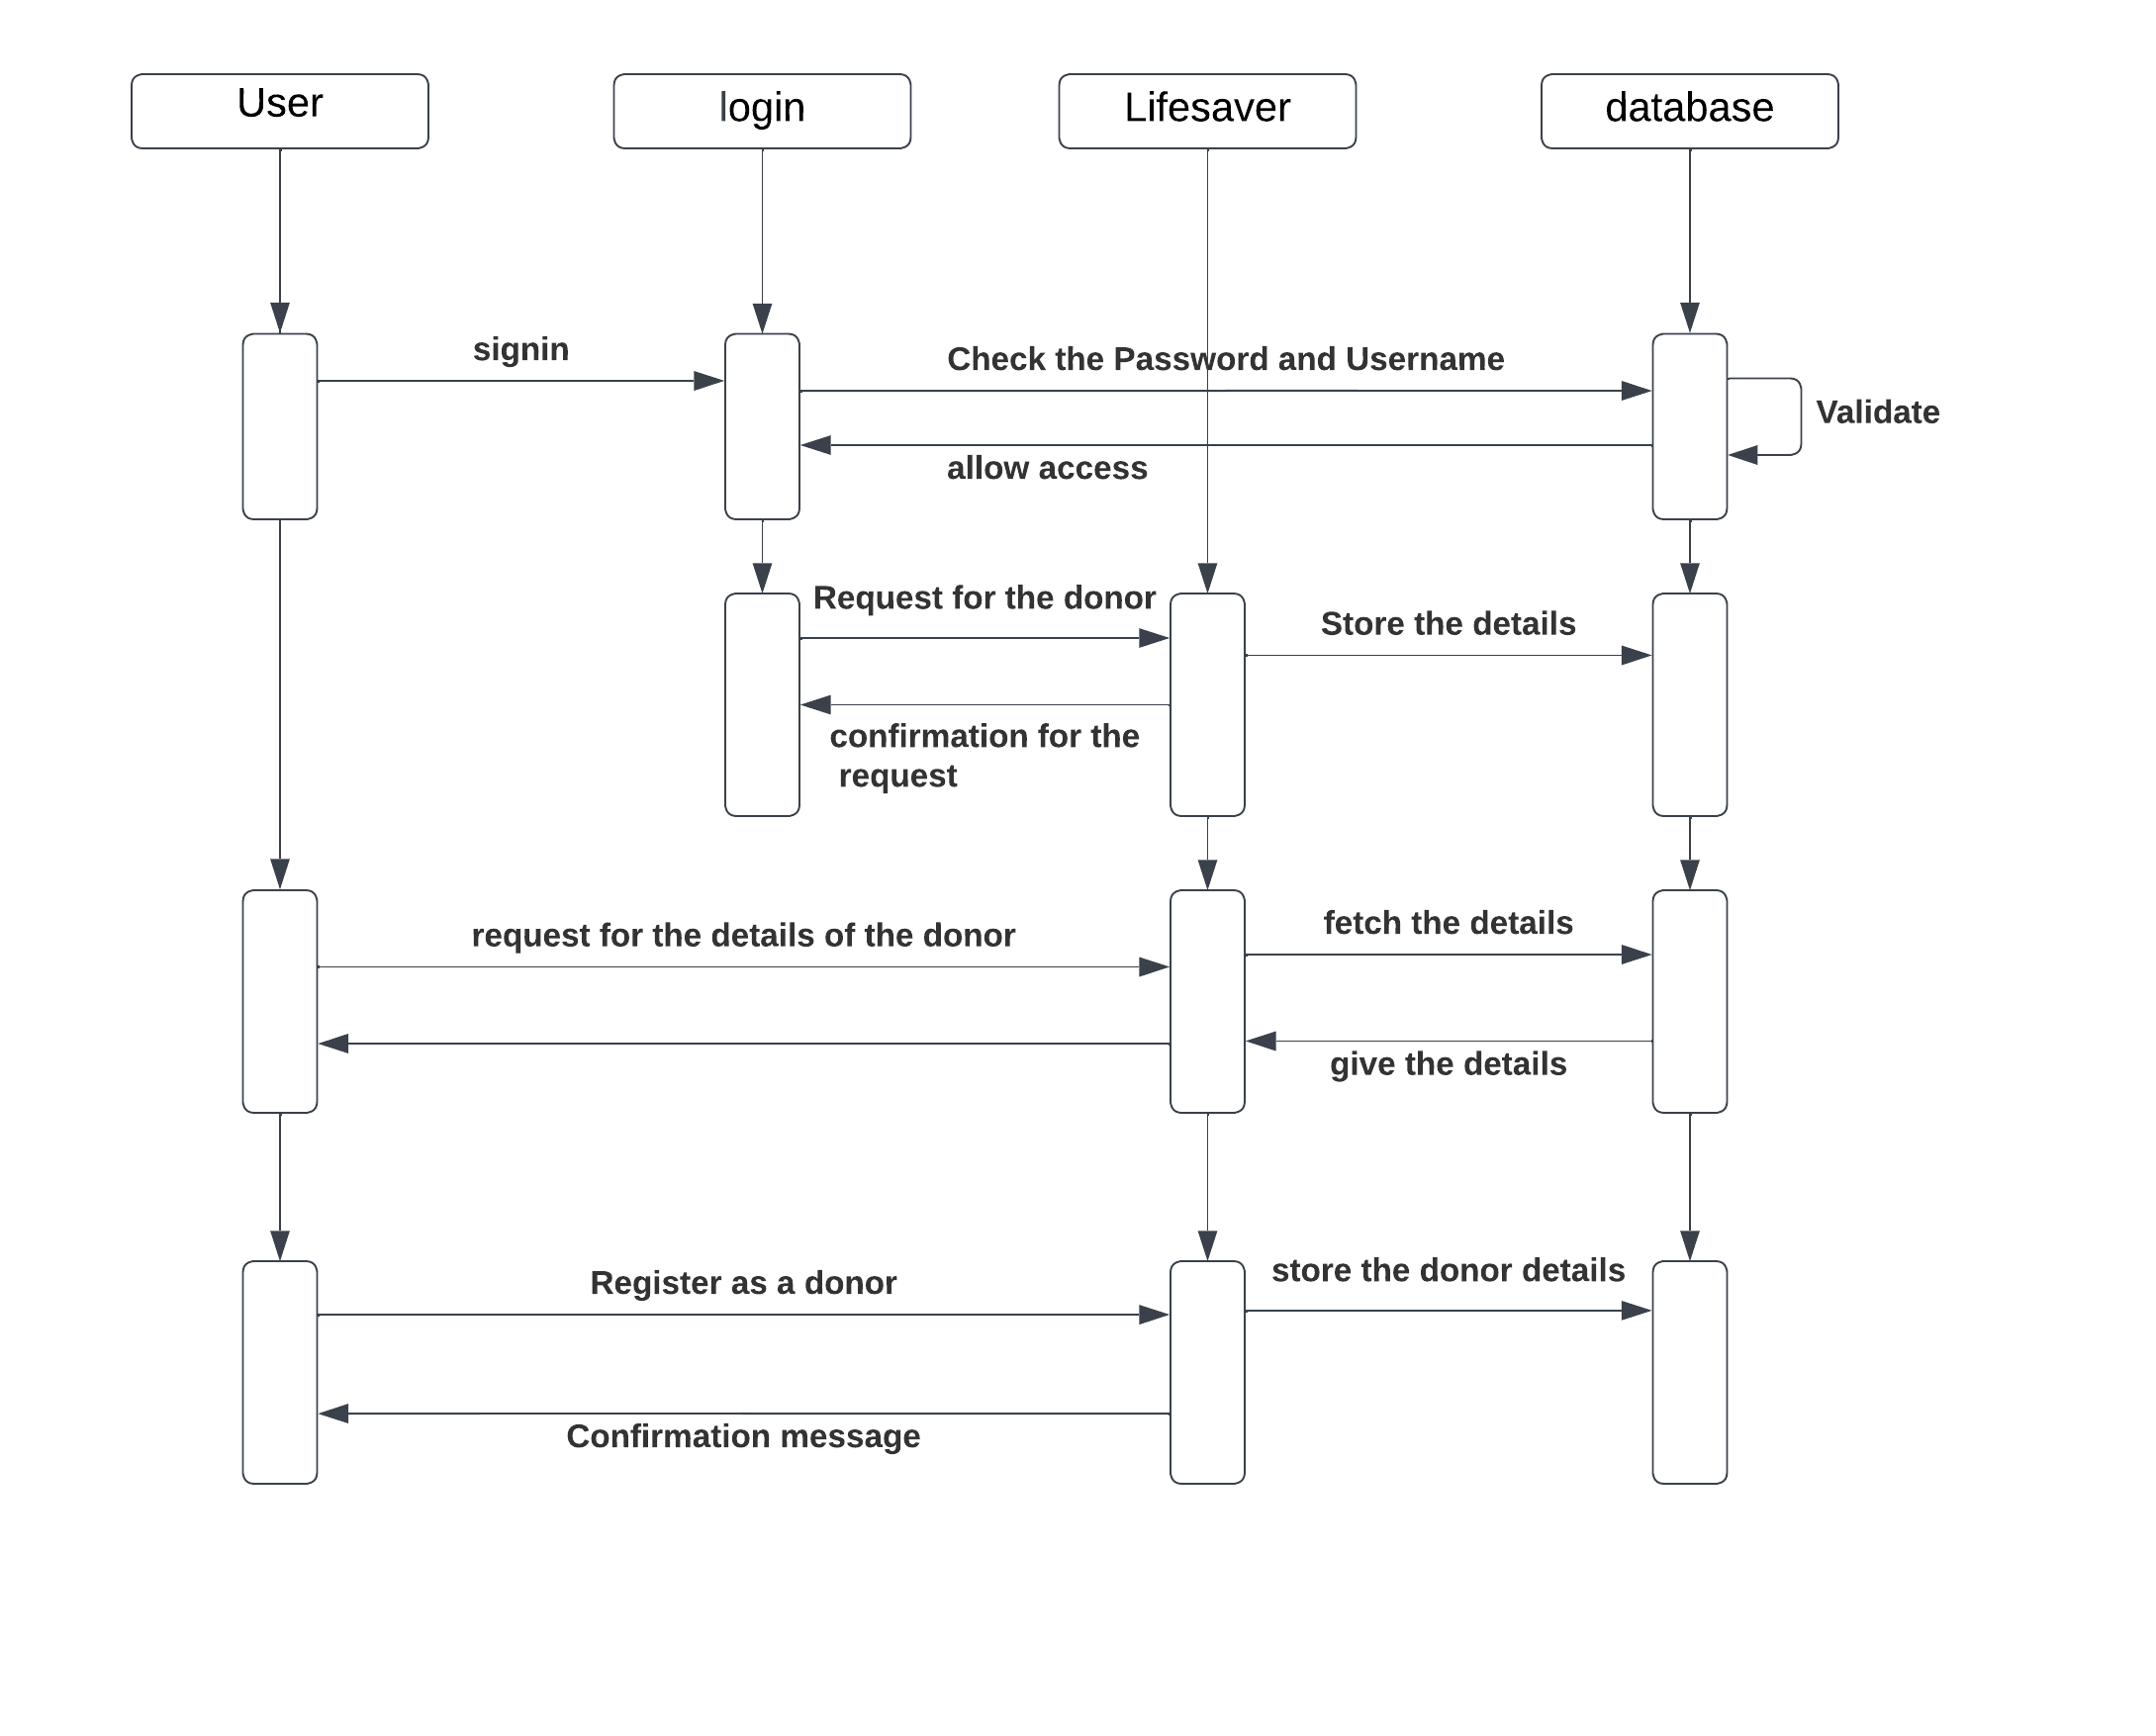 User
login
Lifesaver
database
signin
Check the Password and Username
Validate
allow access
Request for the donor
Store the details
confirmation for the
request
request for the details of the donor
fetch the details
give the details
Register as a donor
store the donor details
Confirmation message